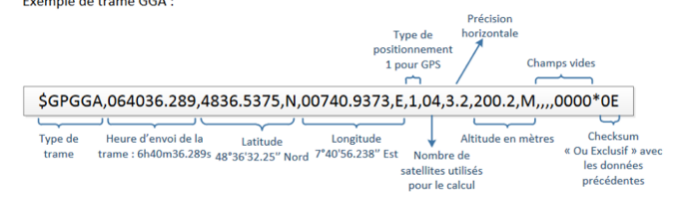 Exemple de trame GGA :
Précision
horizontale
Type de
positionnement
1 pour GPS
Champs vides
$GPGGA,064036.289,4836.5375,N,00740.9373,E,1,04,3.2,200.2,M,,,,0000*0E
Type de
trame
Heure d'envoi de la
trame : 6h40m36.289s
Latitude
48°36'32.25" Nord
Longitude
7°40'56.238" Est
Nombre de
satellites utilisés
pour le calcul
Altitude en mètres
Checksum
« Ou Exclusif » avec
les données
précédentes